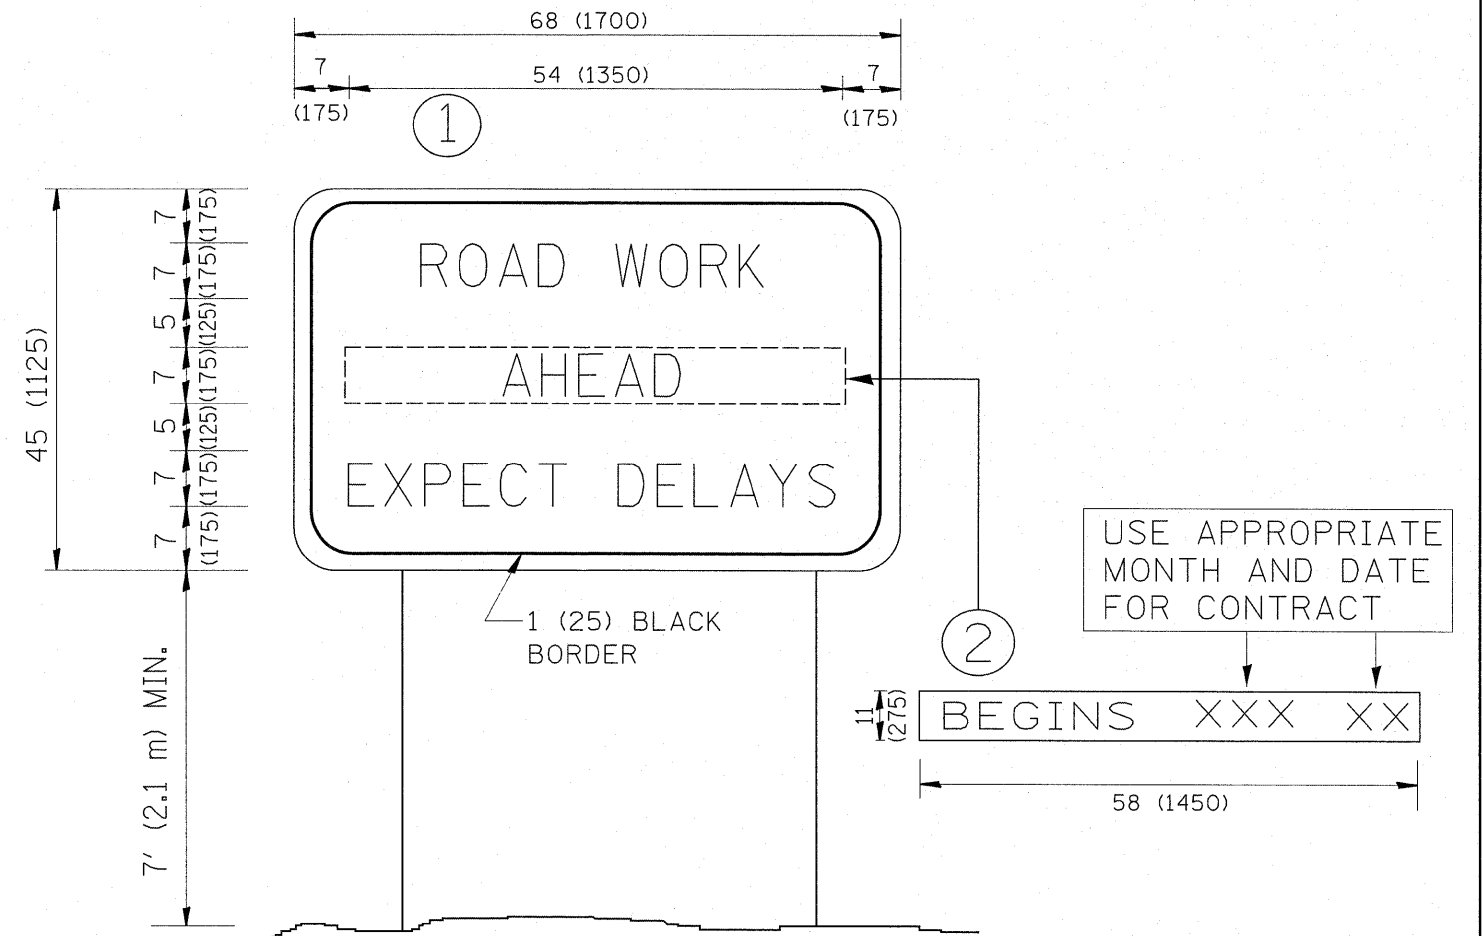 68 (1700)
7 54 (1350) 7
(175) (175)
1
7 (175)
7 (175)
5 (125)
7 (175)
5 (125)
7 (175)
7 (175)
45 (1125)
ROAD WORK
AHEAD
EXPECT DELAYS
1 (25) BLACK
BORDER
7' (2.1 m) MIN.
2
USE APPROPRIATE
MONTH AND DATE
FOR CONTRACT
11
(275)
BEGINS XXX XX
58 (1450)